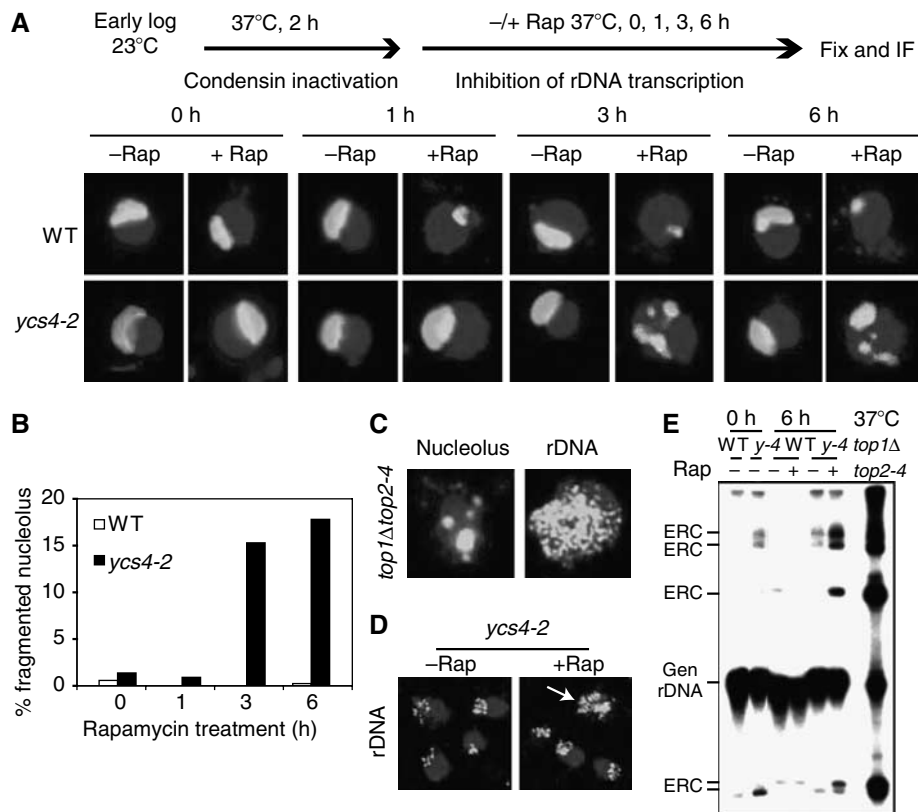 A
Early log
23°C
37°C, 2 h
–/+ Rap 37°C, 0, 1, 3, 6 h
Fix and IF
Condensin inactivation
Inhibition of rDNA transcription
0 h 1 h 3 h 6 h
–Rap + Rap –Rap +Rap –Rap +Rap –Rap +Rap
WT
ycs4-2
B
% fragmented nucleolus
20
15
10
5
0
WT
ycs4-2
0 1 3 6
Rapamycin treatment (h)
C
Nucleolus rDNA
top1Δtop2-4
D
ycs4-2
–Rap +Rap
rDNA
E
0 h 6 h 37°C
WT y-4 WT y-4 top1Δ
Rap – – – + – + top2-4
ERC
ERC
ERC
Gen
rDNA
ERC